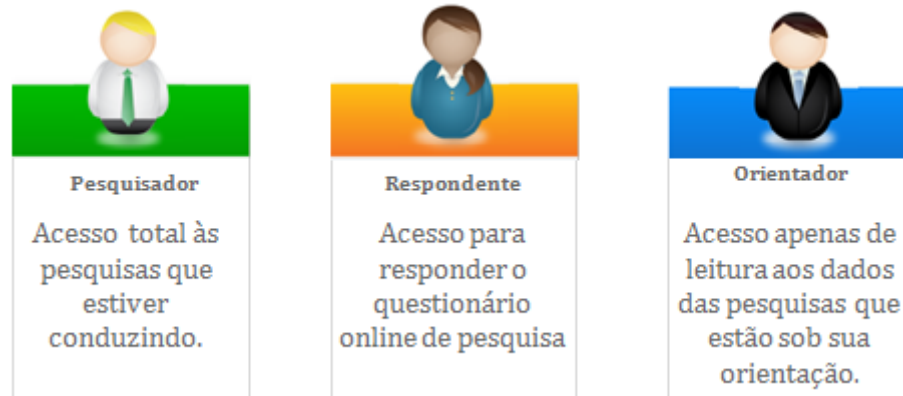 Pesquisador
Acesso total às
pesquisas que
estiver
conduzindo.
Respondente
Acesso para
responder o
questionário
online de pesquisa
Orientador
Acesso apenas de
leitura aos dados
das pesquisas que
estão sob sua
orientação.